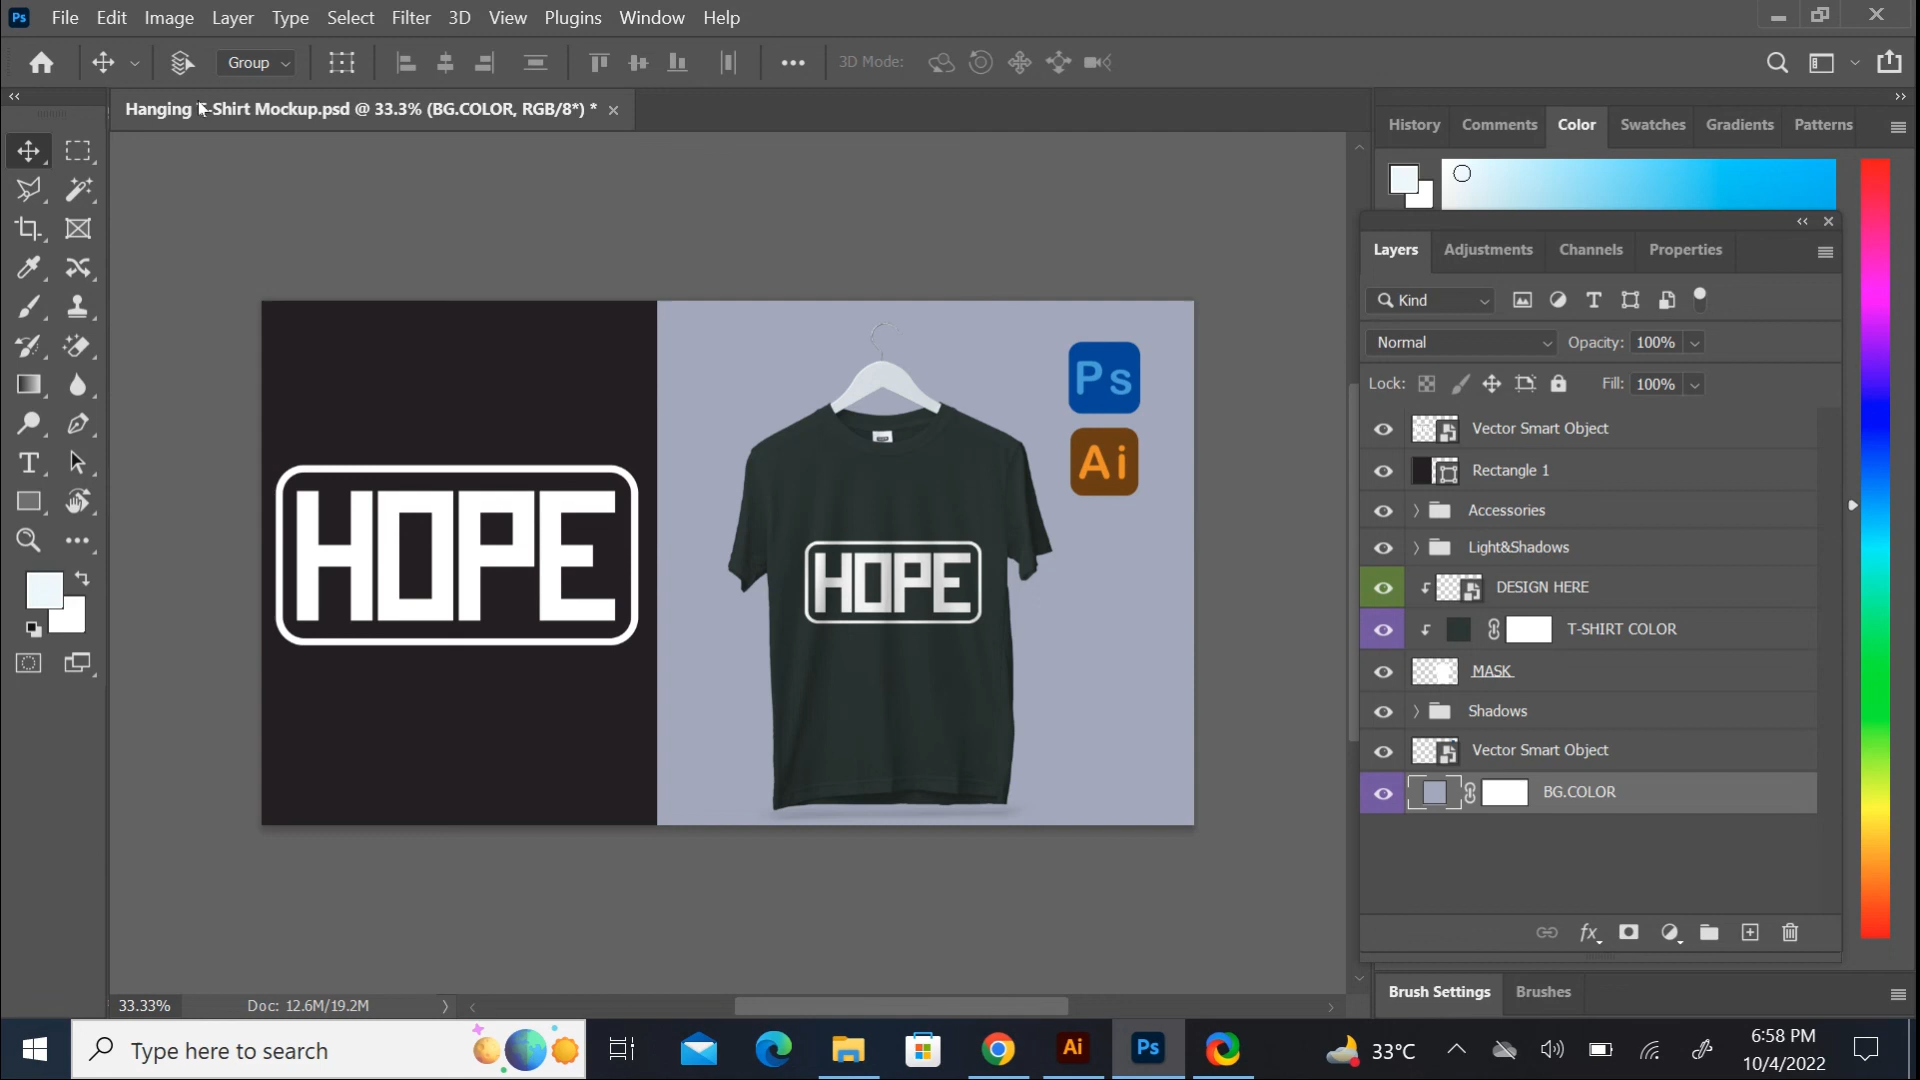 Ps File Edit Image Layer Type Select Filter 3D View Plugins Window Help
Group 3D Mode:
Hanging T-Shirt Mockup.psd @ 33.3% (BG.COLOR, RGB/8*) *
History Comments Color Swatches Gradients Patterns
Layers Adjustments Channels Properties
Kind
Normal Opacity: 100%
Lock: Fill: 100%
Vector Smart Object
Rectangle 1
Accessories
Light&Shadows
DESIGN HERE
T-SHIRT COLOR
MASK
Shadows
Vector Smart Object
BG.COLOR
fx
Brush Settings Brushes
HOPE
HOPE
Ps
Ai
33.33% Doc: 12.6M/19.2M
Type here to search
Ai
Ps
33°C
6:58 PM
10/4/2022